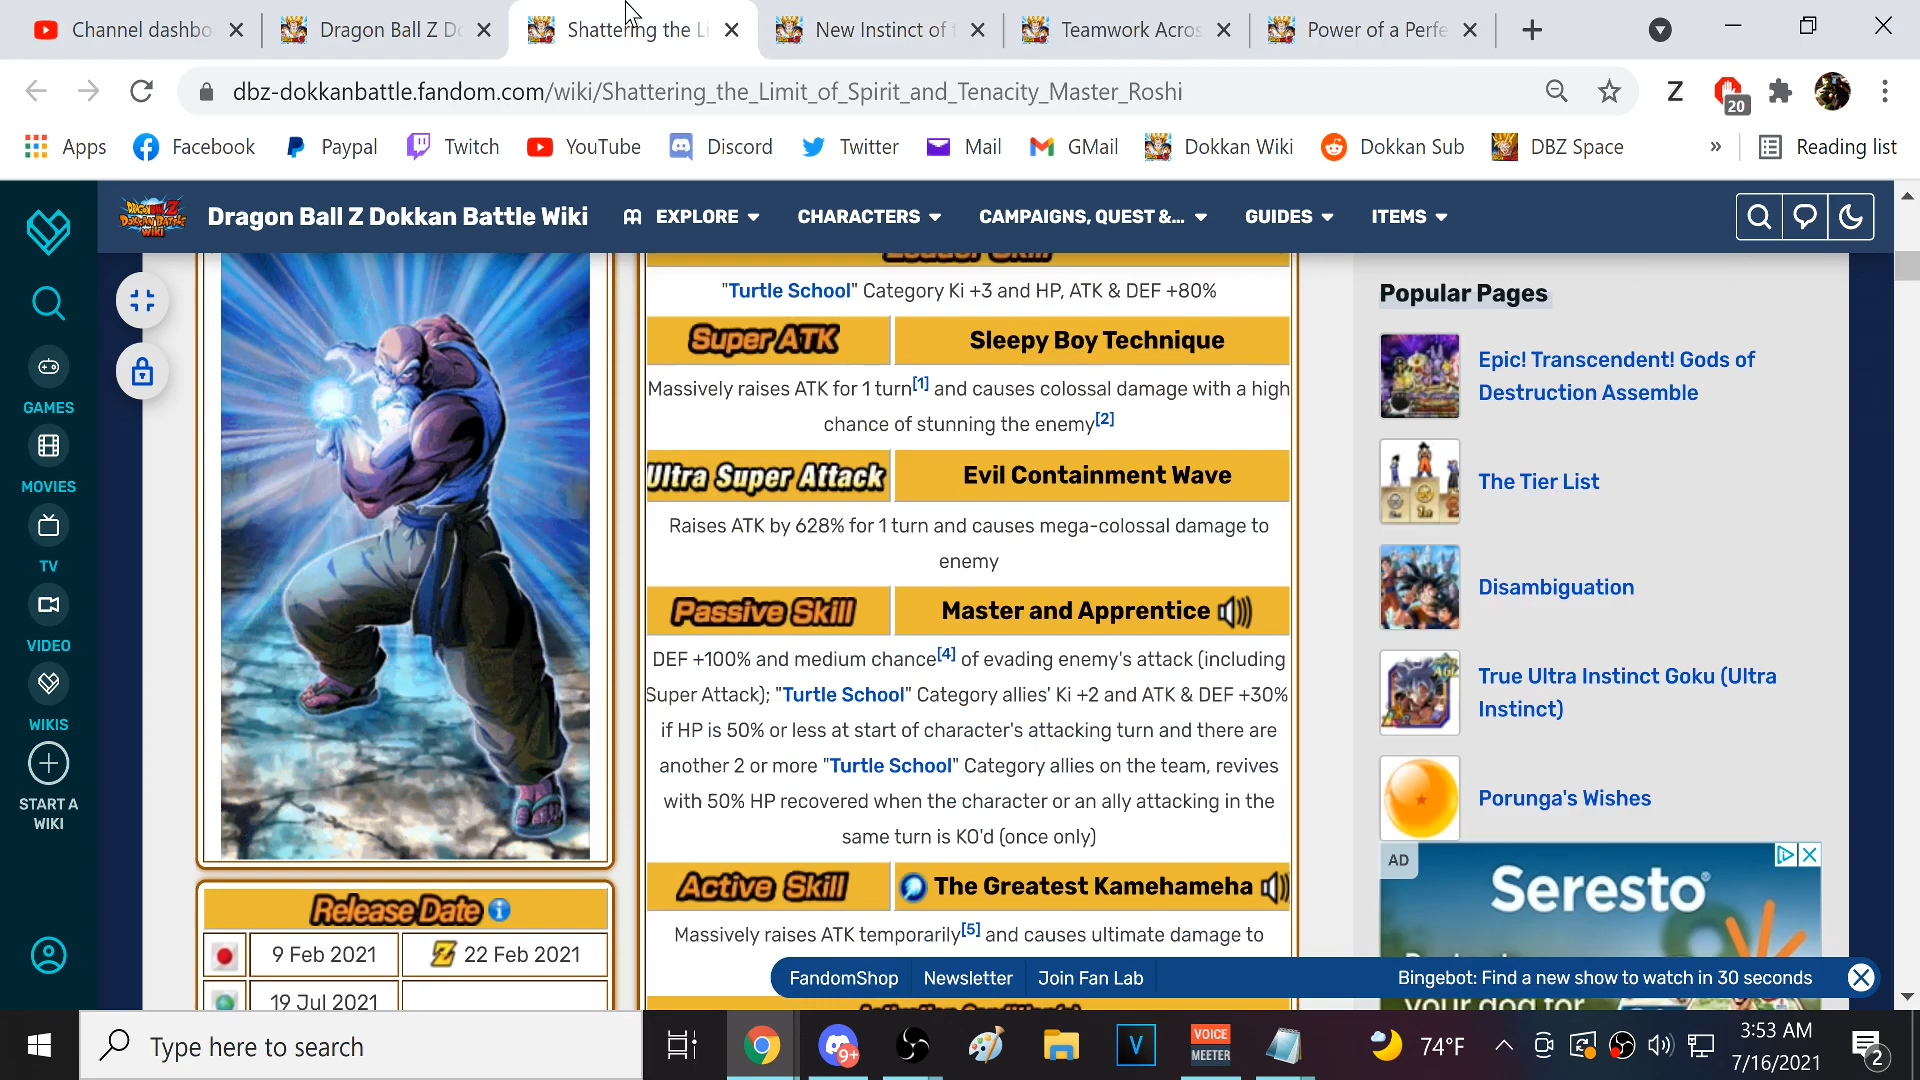 Channel dashbo
Dragon Ball Z Do
Shattering the Li
New Instinct of t
Teamwork Acros
Power of a Perfe
dbz-dokkanbattle.fandom.com/wiki/Shattering_the_Limit_of_Spirit_and_Tenacity_Master_Roshi
Z
20
Apps
Facebook
Paypal
Twitch
YouTube
Discord
Twitter
Mail
GMail
Dokkan Wiki
Dokkan Sub
DBZ Space
»
Reading list
Dragon Ball Z Dokkan Battle Wiki
EXPLORE
CHARACTERS
CAMPAIGNS, QUEST &...
GUIDES
ITEMS
GAMES
MOVIES
TV
VIDEO
WIKIS
START A
WIKI
Leader Skill
"Turtle School" Category Ki +3 and HP, ATK & DEF +80%
Super ATK
Sleepy Boy Technique
Massively raises ATK for 1 turn[1] and causes colossal damage with a high
chance of stunning the enemy[2]
Ultra Super Attack
Evil Containment Wave
Raises ATK by 628% for 1 turn and causes mega-colossal damage to
enemy
Passive Skill
Master and Apprentice
DEF +100% and medium chance[4] of evading enemy's attack (including
Super Attack); "Turtle School" Category allies' Ki +2 and ATK & DEF +30%
if HP is 50% or less at start of character's attacking turn and there are
another 2 or more "Turtle School" Category allies on the team, revives
with 50% HP recovered when the character or an ally attacking in the
same turn is KO'd (once only)
Active Skill
The Greatest Kamehameha
Massively raises ATK temporarily[5] and causes ultimate damage to
Release Date
9 Feb 2021
Z 22 Feb 2021
19 Jul 2021
Popular Pages
Epic! Transcendent! Gods of
Destruction Assemble
The Tier List
Disambiguation
True Ultra Instinct Goku (Ultra
Instinct)
Porunga's Wishes
AD
Seresto
your dog for
FandomShop
Newsletter
Join Fan Lab
Bingebot: Find a new show to watch in 30 seconds
Type here to search
9+
V
VOICE
MEETER
74°F
3:53 AM
7/16/2021
2